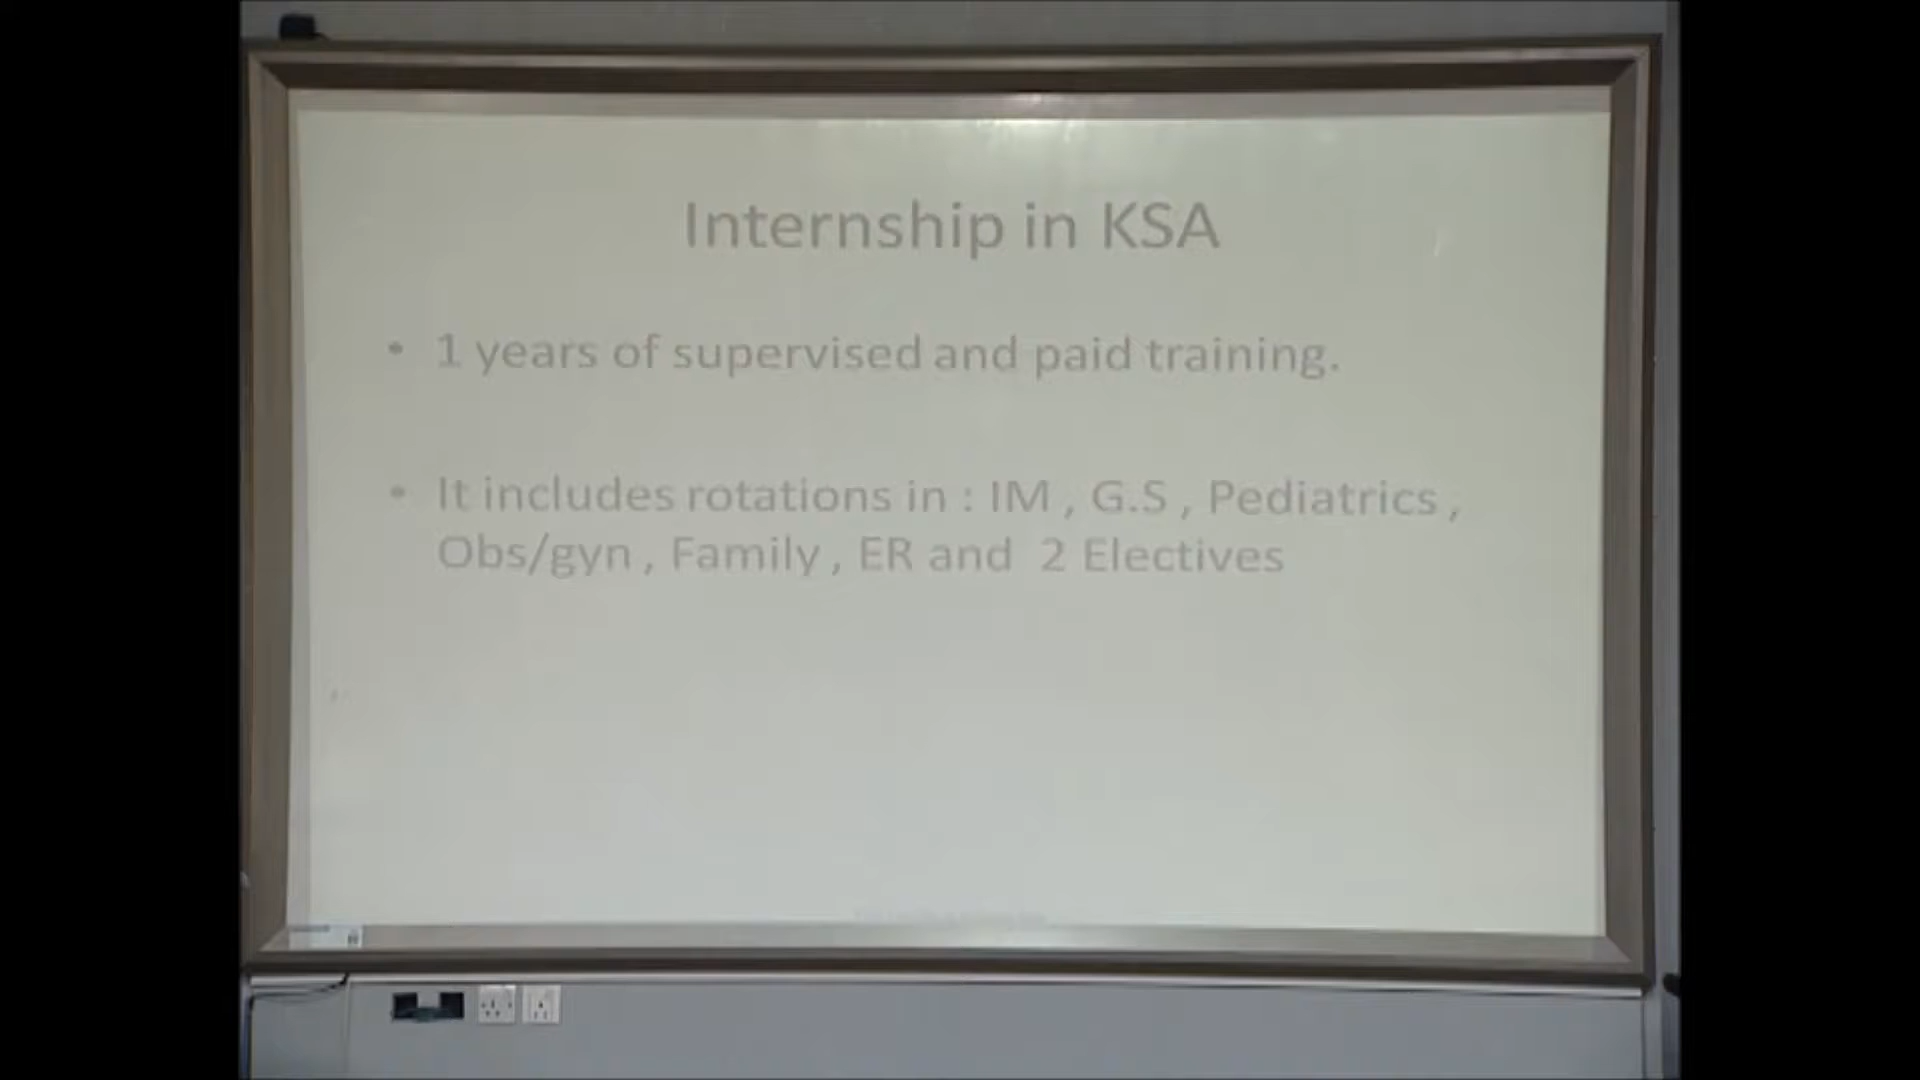 Internship in KSA
• 1 years of supervised and paid training.
• It includes rotations in : IM , G.S , Pediatrics ,
Obs/gyn , Family , ER and 2 Electives